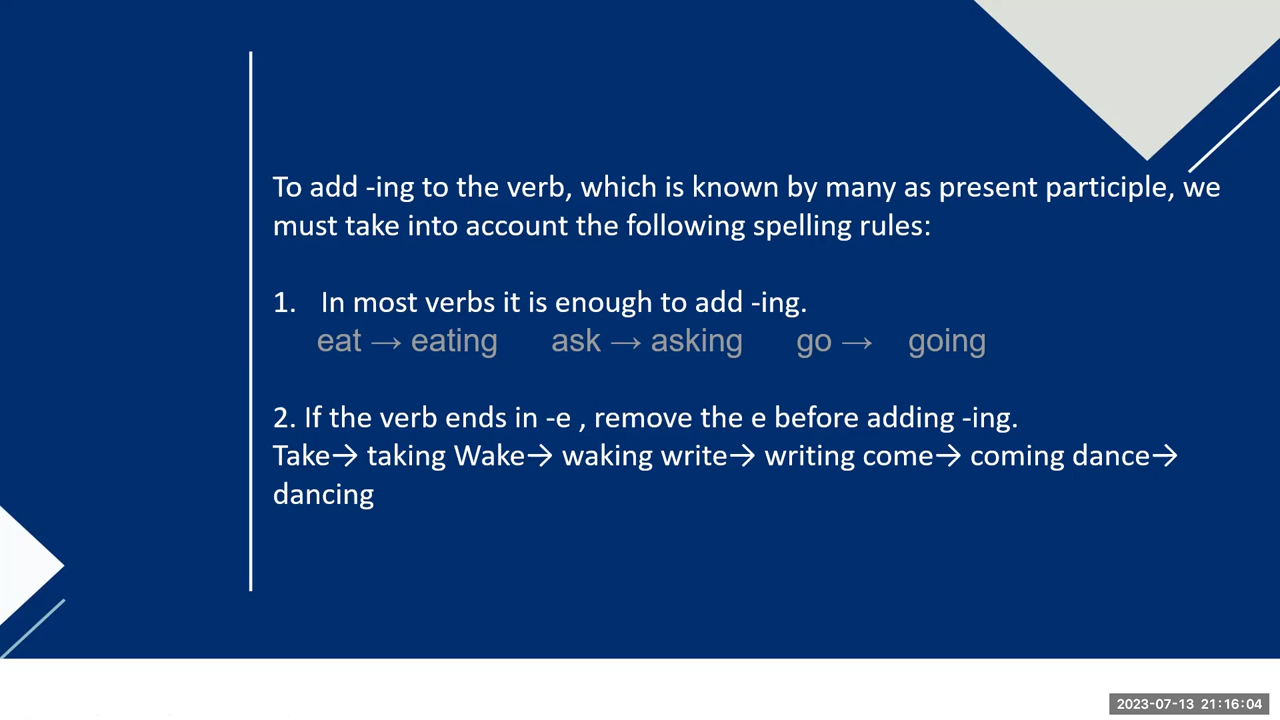 To add -ing to the verb, which is known by many as present participle, we
must take into account the following spelling rules:
1. In most verbs it is enough to add -ing.
eat → eating ask → asking go → going
2. If the verb ends in -e , remove the e before adding -ing.
Take→ taking Wake→ waking write→ writing come→ coming dance→
dancing
2023-07-13 21:16:04